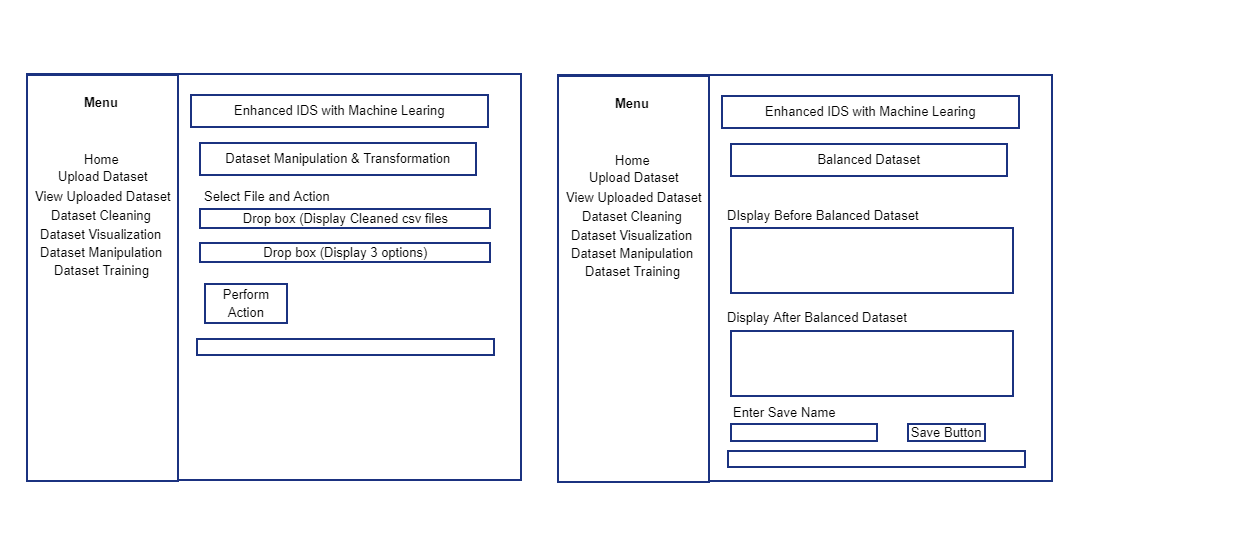 Menu
Home
Upload Dataset
View Uploaded Dataset
Dataset Cleaning
Dataset Visualization
Dataset Manipulation
Dataset Training
Enhanced IDS with Machine Learing
Dataset Manipulation & Transformation
Select File and Action
Drop box (Display Cleaned csv files
Drop box (Display 3 options)
Perform
Action
Menu
Home
Upload Dataset
View Uploaded Dataset
Dataset Cleaning
Dataset Visualization
Dataset Manipulation
Dataset Training
Enhanced IDS with Machine Learing
Balanced Dataset
DIsplay Before Balanced Dataset
Display After Balanced Dataset
Enter Save Name
Save Button